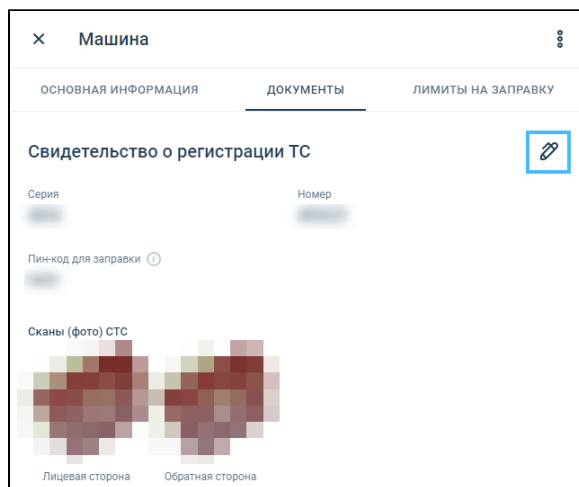 Машина
ОСНОВНАЯ ИНФОРМАЦИЯ ДОКУМЕНТЫ ЛИМИТЫ НА ЗАПРАВКУ
Свидетельство о регистрации ТС
Серия Номер
Пин-код для заправки
Сканы (фото) СТС
Лицевая сторона Обратная сторона